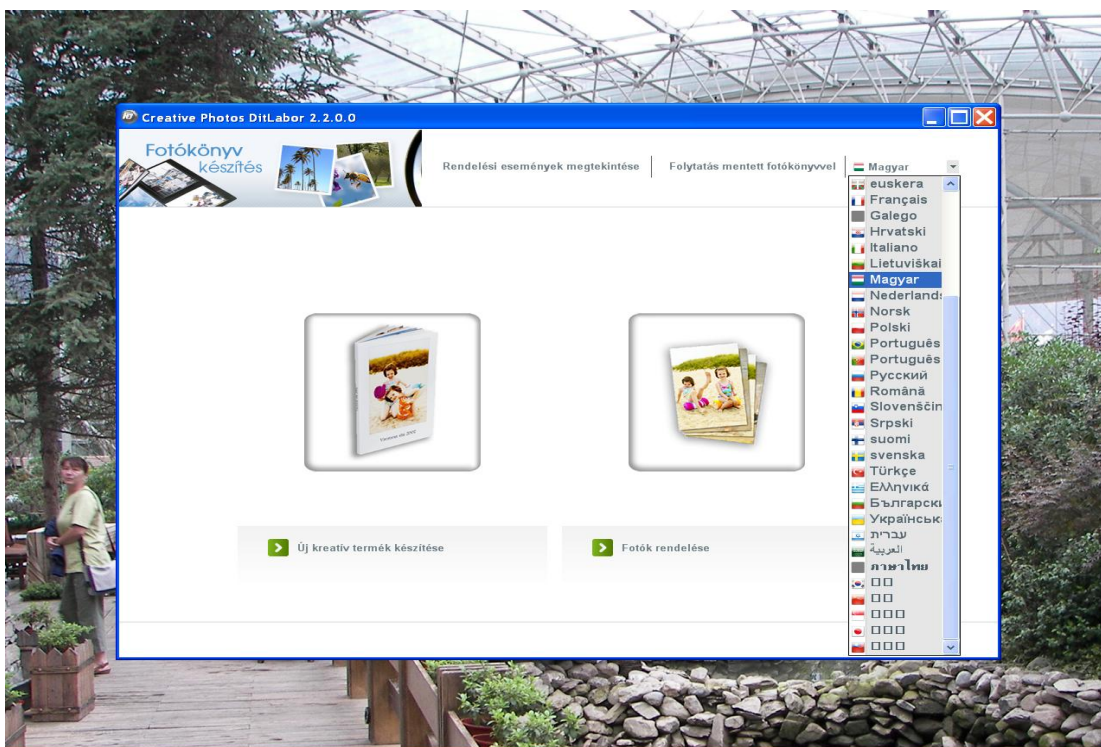 Creative Photos DitLabor 2.2.0.0
Fotókönyv
készítés
Rendelési események megtekintése
Folytatás mentett fotókönyvvel
Magyar
euskera
Français
Galego
Hrvatski
Italiano
Lietuviškai
Magyar
Nederlands
Norsk
Polski
Português
Português
Русский
Română
Slovenščin
Srpski
suomi
svenska
Türkçe
Ελληνικά
Български
Українськ
עברית
العربية
ภาษาไทย
Új kreatív termék készítése
Fotók rendelése